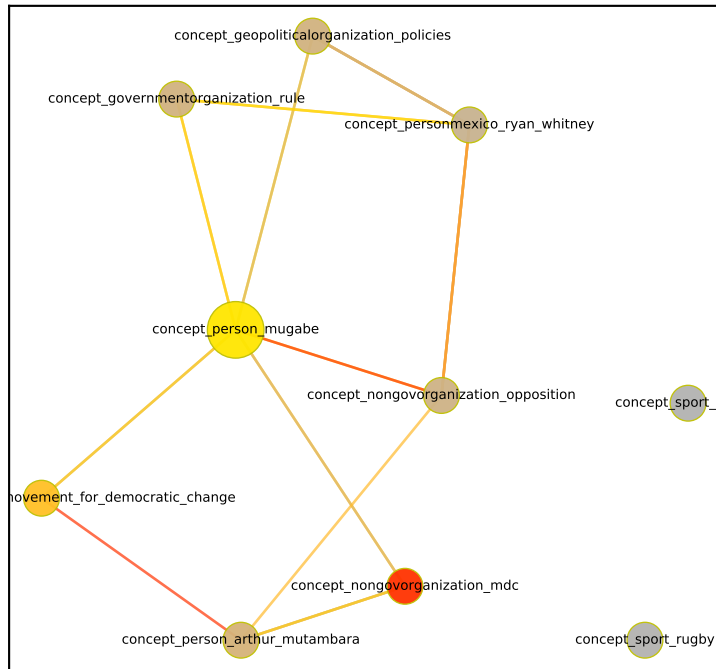 concept_geopoliticalorganization_policies
concept_governmentorganization_rule
concept_personmexico_ryan_whitney
concept_person_mugabe
concept_nongovorganization_opposition
concept_sport_
movement_for_democratic_change
concept_nongovorganization_mdc
concept_person_arthur_mutambara
concept_sport_rugby